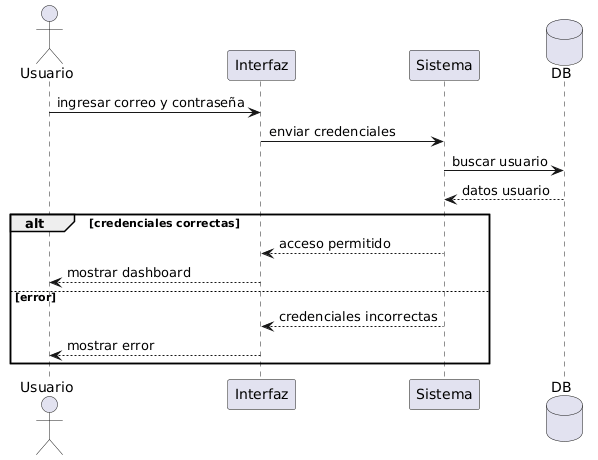 Usuario
Interfaz
Sistema
DB
ingresar correo y contraseña
enviar credenciales
buscar usuario
datos usuario
alt [credenciales correctas]
acceso permitido
mostrar dashboard
[error]
credenciales incorrectas
mostrar error
Usuario
Interfaz
Sistema
DB